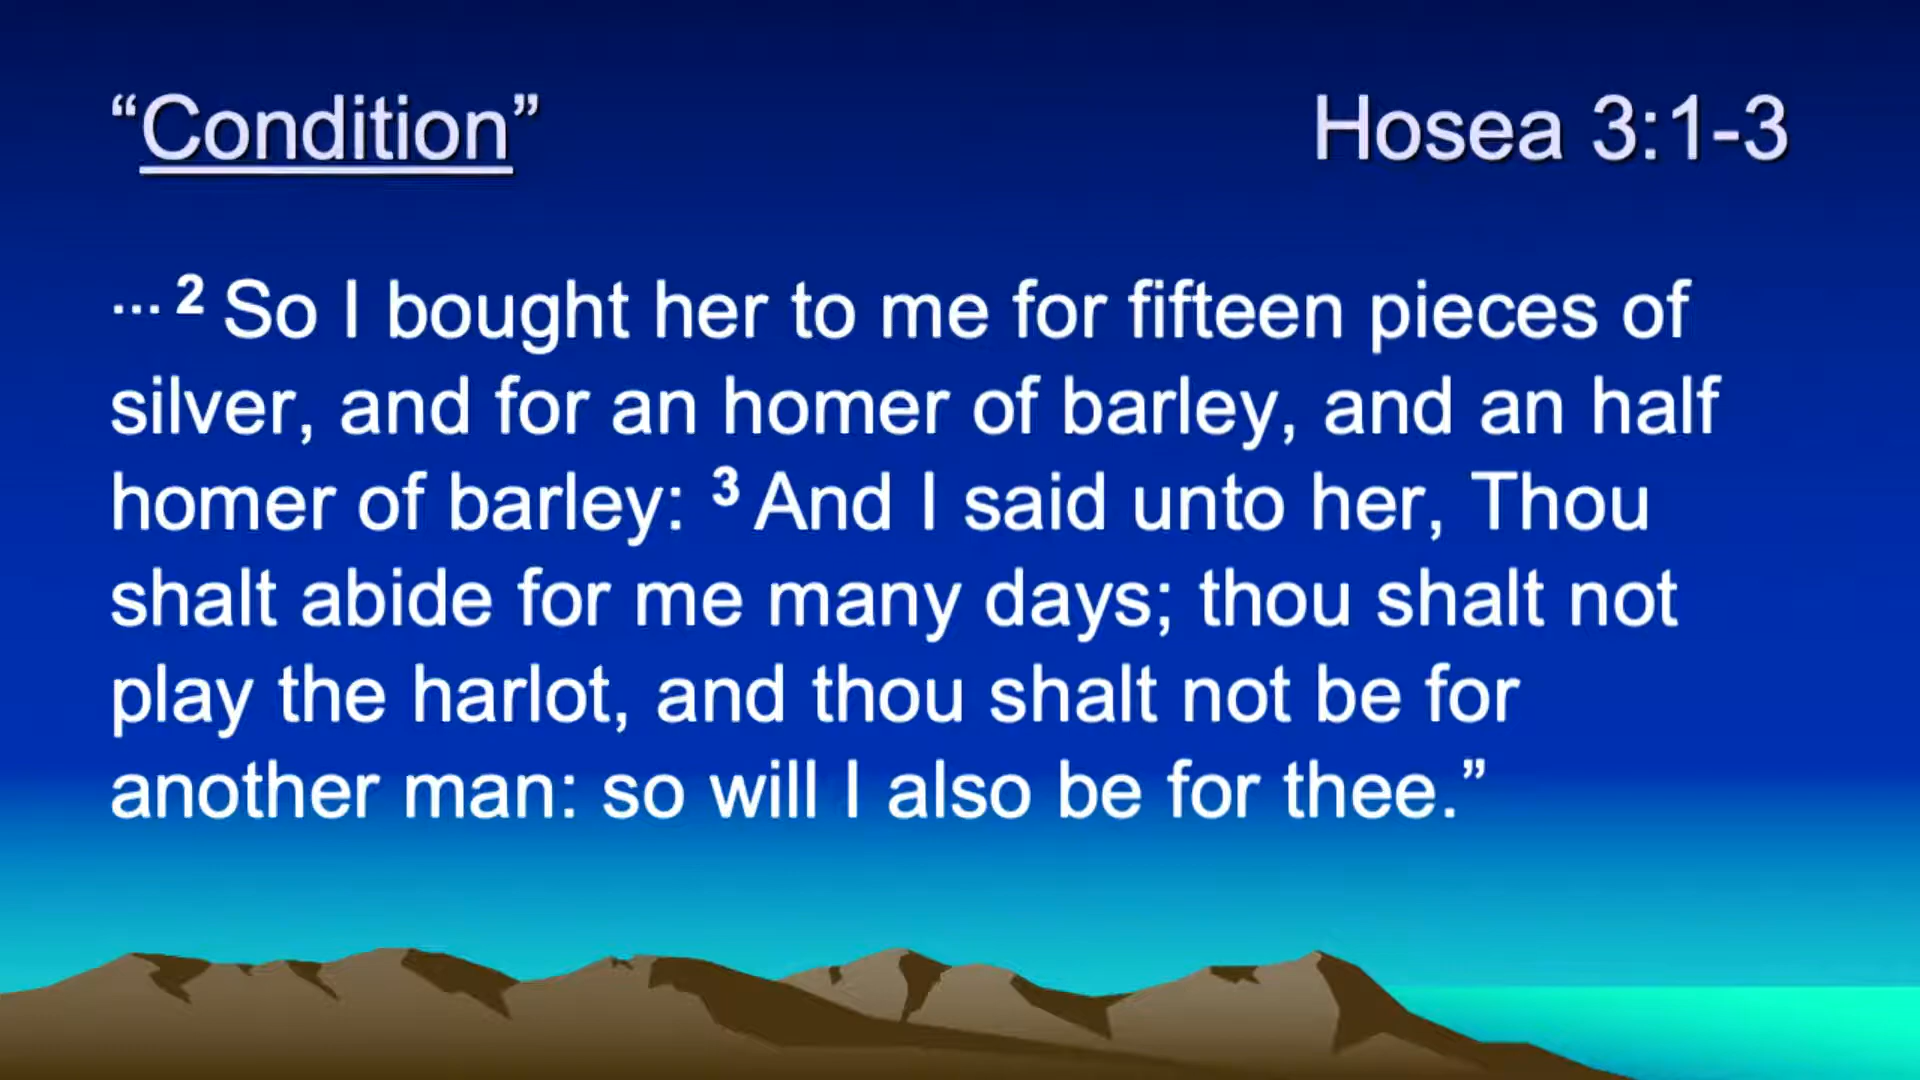 “Condition” Hosea 3:1-3
... 2 So I bought her to me for fifteen pieces of
silver, and for an homer of barley, and an half
homer of barley: 3 And I said unto her, Thou
shalt abide for me many days; thou shalt not
play the harlot, and thou shalt not be for
another man: so will I also be for thee.”